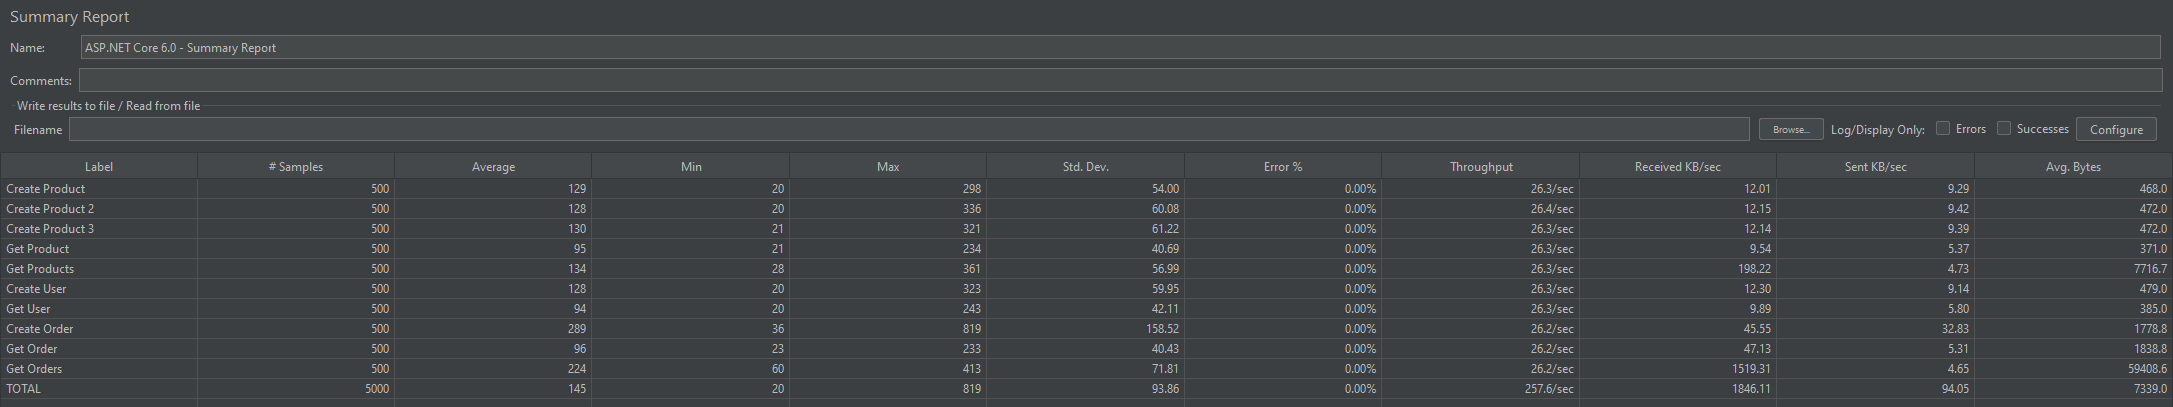 Summary Report
Name: ASP.NET Core 6.0 - Summary Report
Comments:
Write results to file / Read from file
Filename Browse... Log/Display Only: Errors Successes Configure
Label # Samples Average Min Max Std. Dev. Error % Throughput Received KB/sec Sent KB/sec Avg. Bytes
Create Product 500 129 20 298 54.00 0.00% 26.3/sec 12.01 9.29 468.0
Create Product 2 500 128 20 336 60.08 0.00% 26.4/sec 12.15 9.42 472.0
Create Product 3 500 130 21 321 61.22 0.00% 26.3/sec 12.14 9.39 472.0
Get Product 500 95 21 234 40.69 0.00% 26.3/sec 9.54 5.37 371.0
Get Products 500 134 28 361 56.99 0.00% 26.3/sec 198.22 4.73 7716.7
Create User 500 128 20 323 59.95 0.00% 26.3/sec 12.30 9.14 479.0
Get User 500 94 20 243 42.11 0.00% 26.3/sec 9.89 5.80 385.0
Create Order 500 289 36 819 158.52 0.00% 26.2/sec 45.55 32.83 1778.8
Get Order 500 96 23 233 40.43 0.00% 26.2/sec 47.13 5.31 1838.8
Get Orders 500 224 60 413 71.81 0.00% 26.2/sec 1519.31 4.65 59408.6
TOTAL 5000 145 20 819 93.86 0.00% 257.6/sec 1846.11 94.05 7339.0